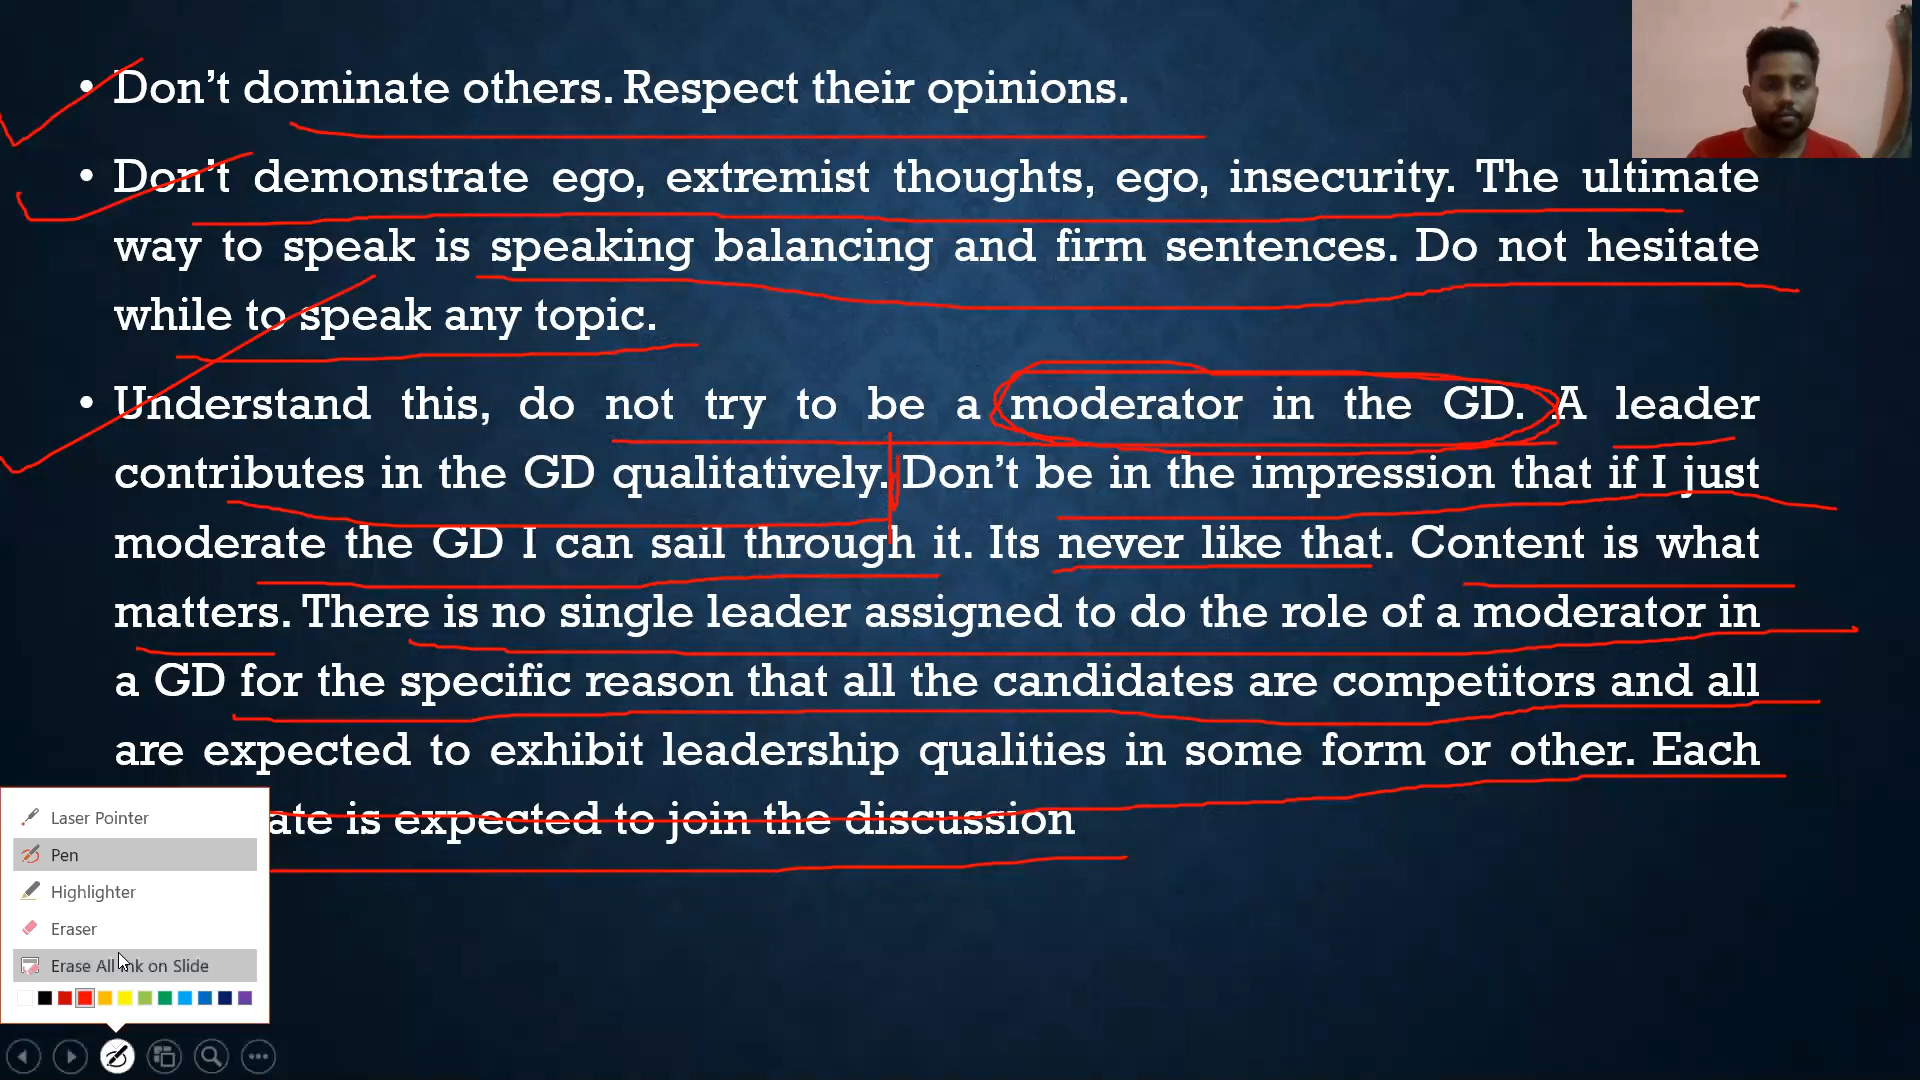 • Don’t dominate others. Respect their opinions.
• Don’t demonstrate ego, extremist thoughts, ego, insecurity. The ultimate
way to speak is speaking balancing and firm sentences. Do not hesitate
while to speak any topic.
• Understand this, do not try to be a moderator in the GD. A leader
contributes in the GD qualitatively. Don’t be in the impression that if I just
moderate the GD I can sail through it. Its never like that. Content is what
matters. There is no single leader assigned to do the role of a moderator in
a GD for the specific reason that all the candidates are competitors and all
are expected to exhibit leadership qualities in some form or other. Each
ate is expected to join the discussion
Laser Pointer
Pen
Highlighter
Eraser
Erase All Ink on Slide